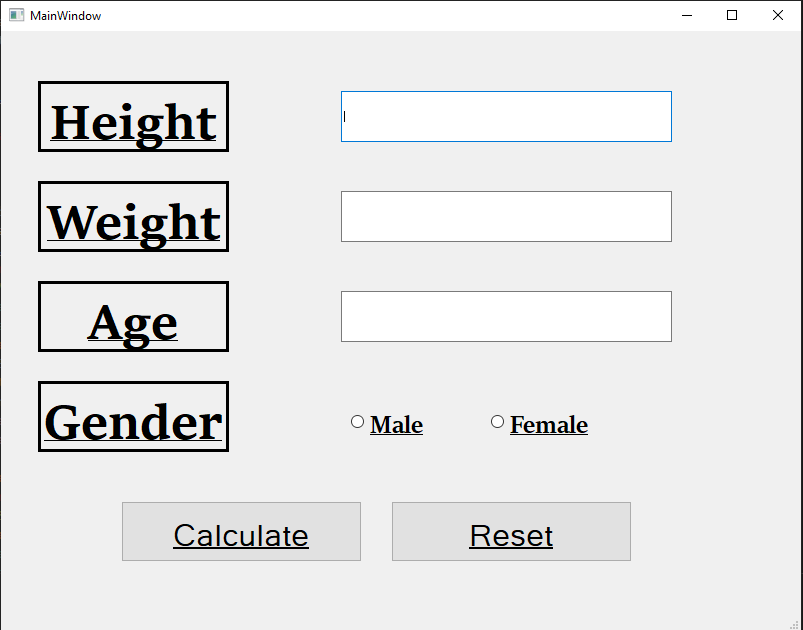 MainWindow
Height
Weight
Age
Gender
Male Female
Calculate Reset